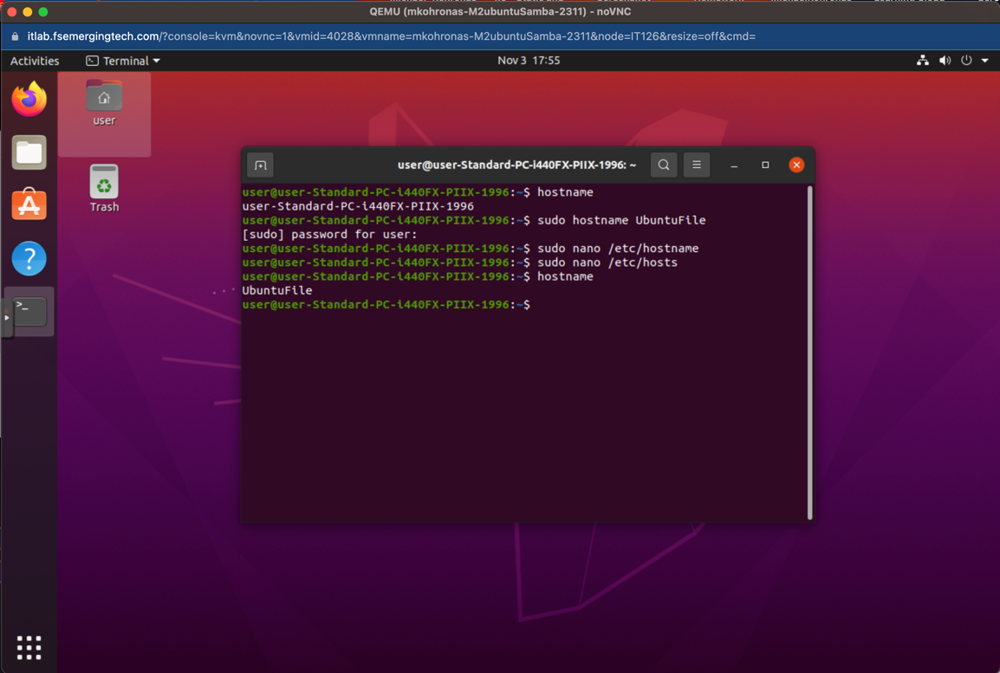 QEMU (mkohronas-M2ubuntuSamba-2311) - noVNC
itlab.fsemergingtech.com/?console=kvm&novnc=1&vmid=4028&vmname=mkohronas-M2ubuntuSamba-2311&node=IT126&resize=off&cmd=
Activities Terminal Nov 3 17:55
user
Trash
user@user-Standard-PC-i440FX-PIIX-1996: ~
user@user-Standard-PC-i440FX-PIIX-1996:~$ hostname
user-Standard-PC-i440FX-PIIX-1996
user@user-Standard-PC-i440FX-PIIX-1996:~$ sudo hostname UbuntuFile
[sudo] password for user:
user@user-Standard-PC-i440FX-PIIX-1996:~$ sudo nano /etc/hostname
user@user-Standard-PC-i440FX-PIIX-1996:~$ sudo nano /etc/hosts
user@user-Standard-PC-i440FX-PIIX-1996:~$ hostname
UbuntuFile
user@user-Standard-PC-i440FX-PIIX-1996:~$